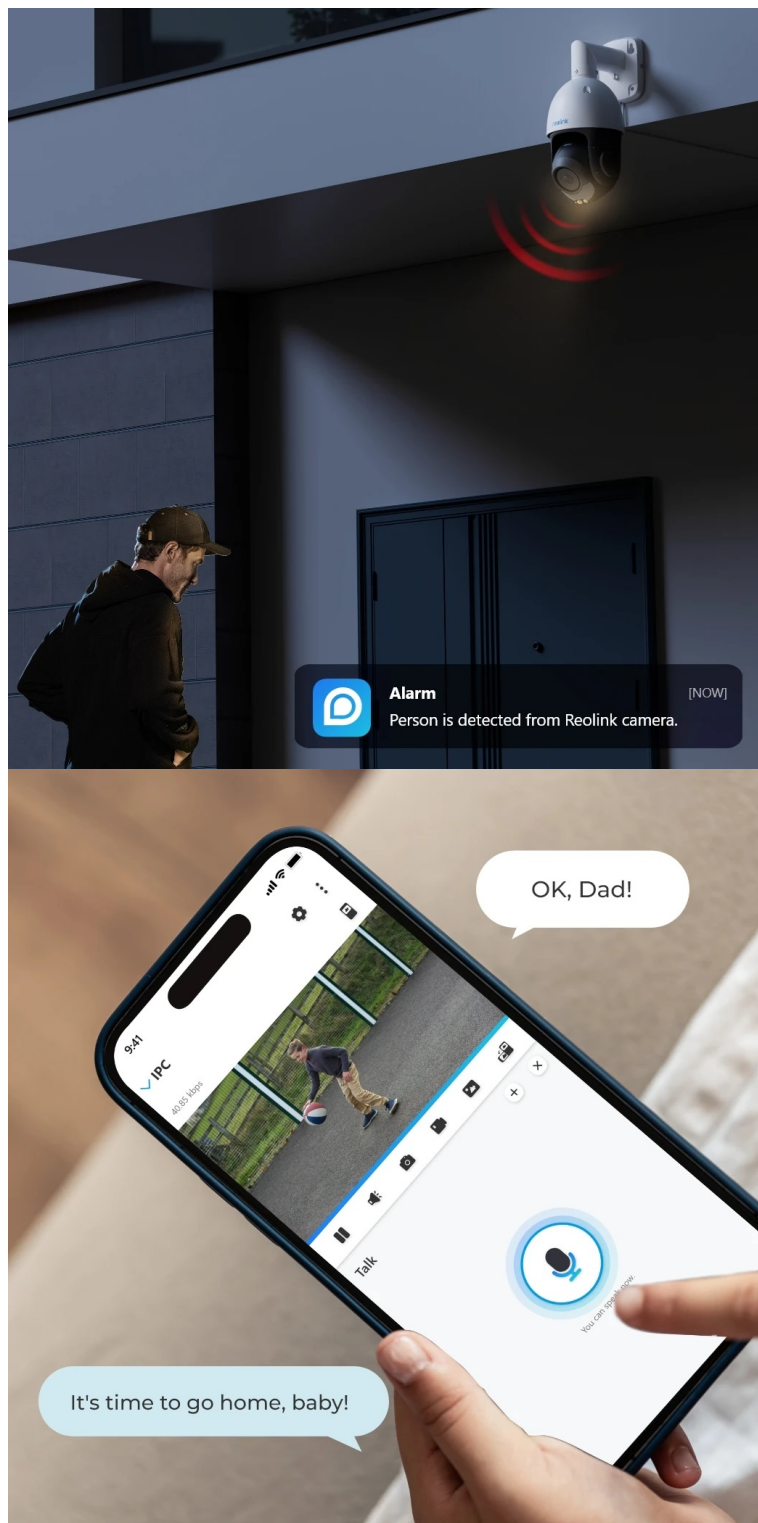 reolink
Alarm
[NOW]
Person is detected from Reolink camera.
OK, Dad!
9:41
IPC
40.85 kbps
Talk
You can speak now.
It's time to go home, baby!